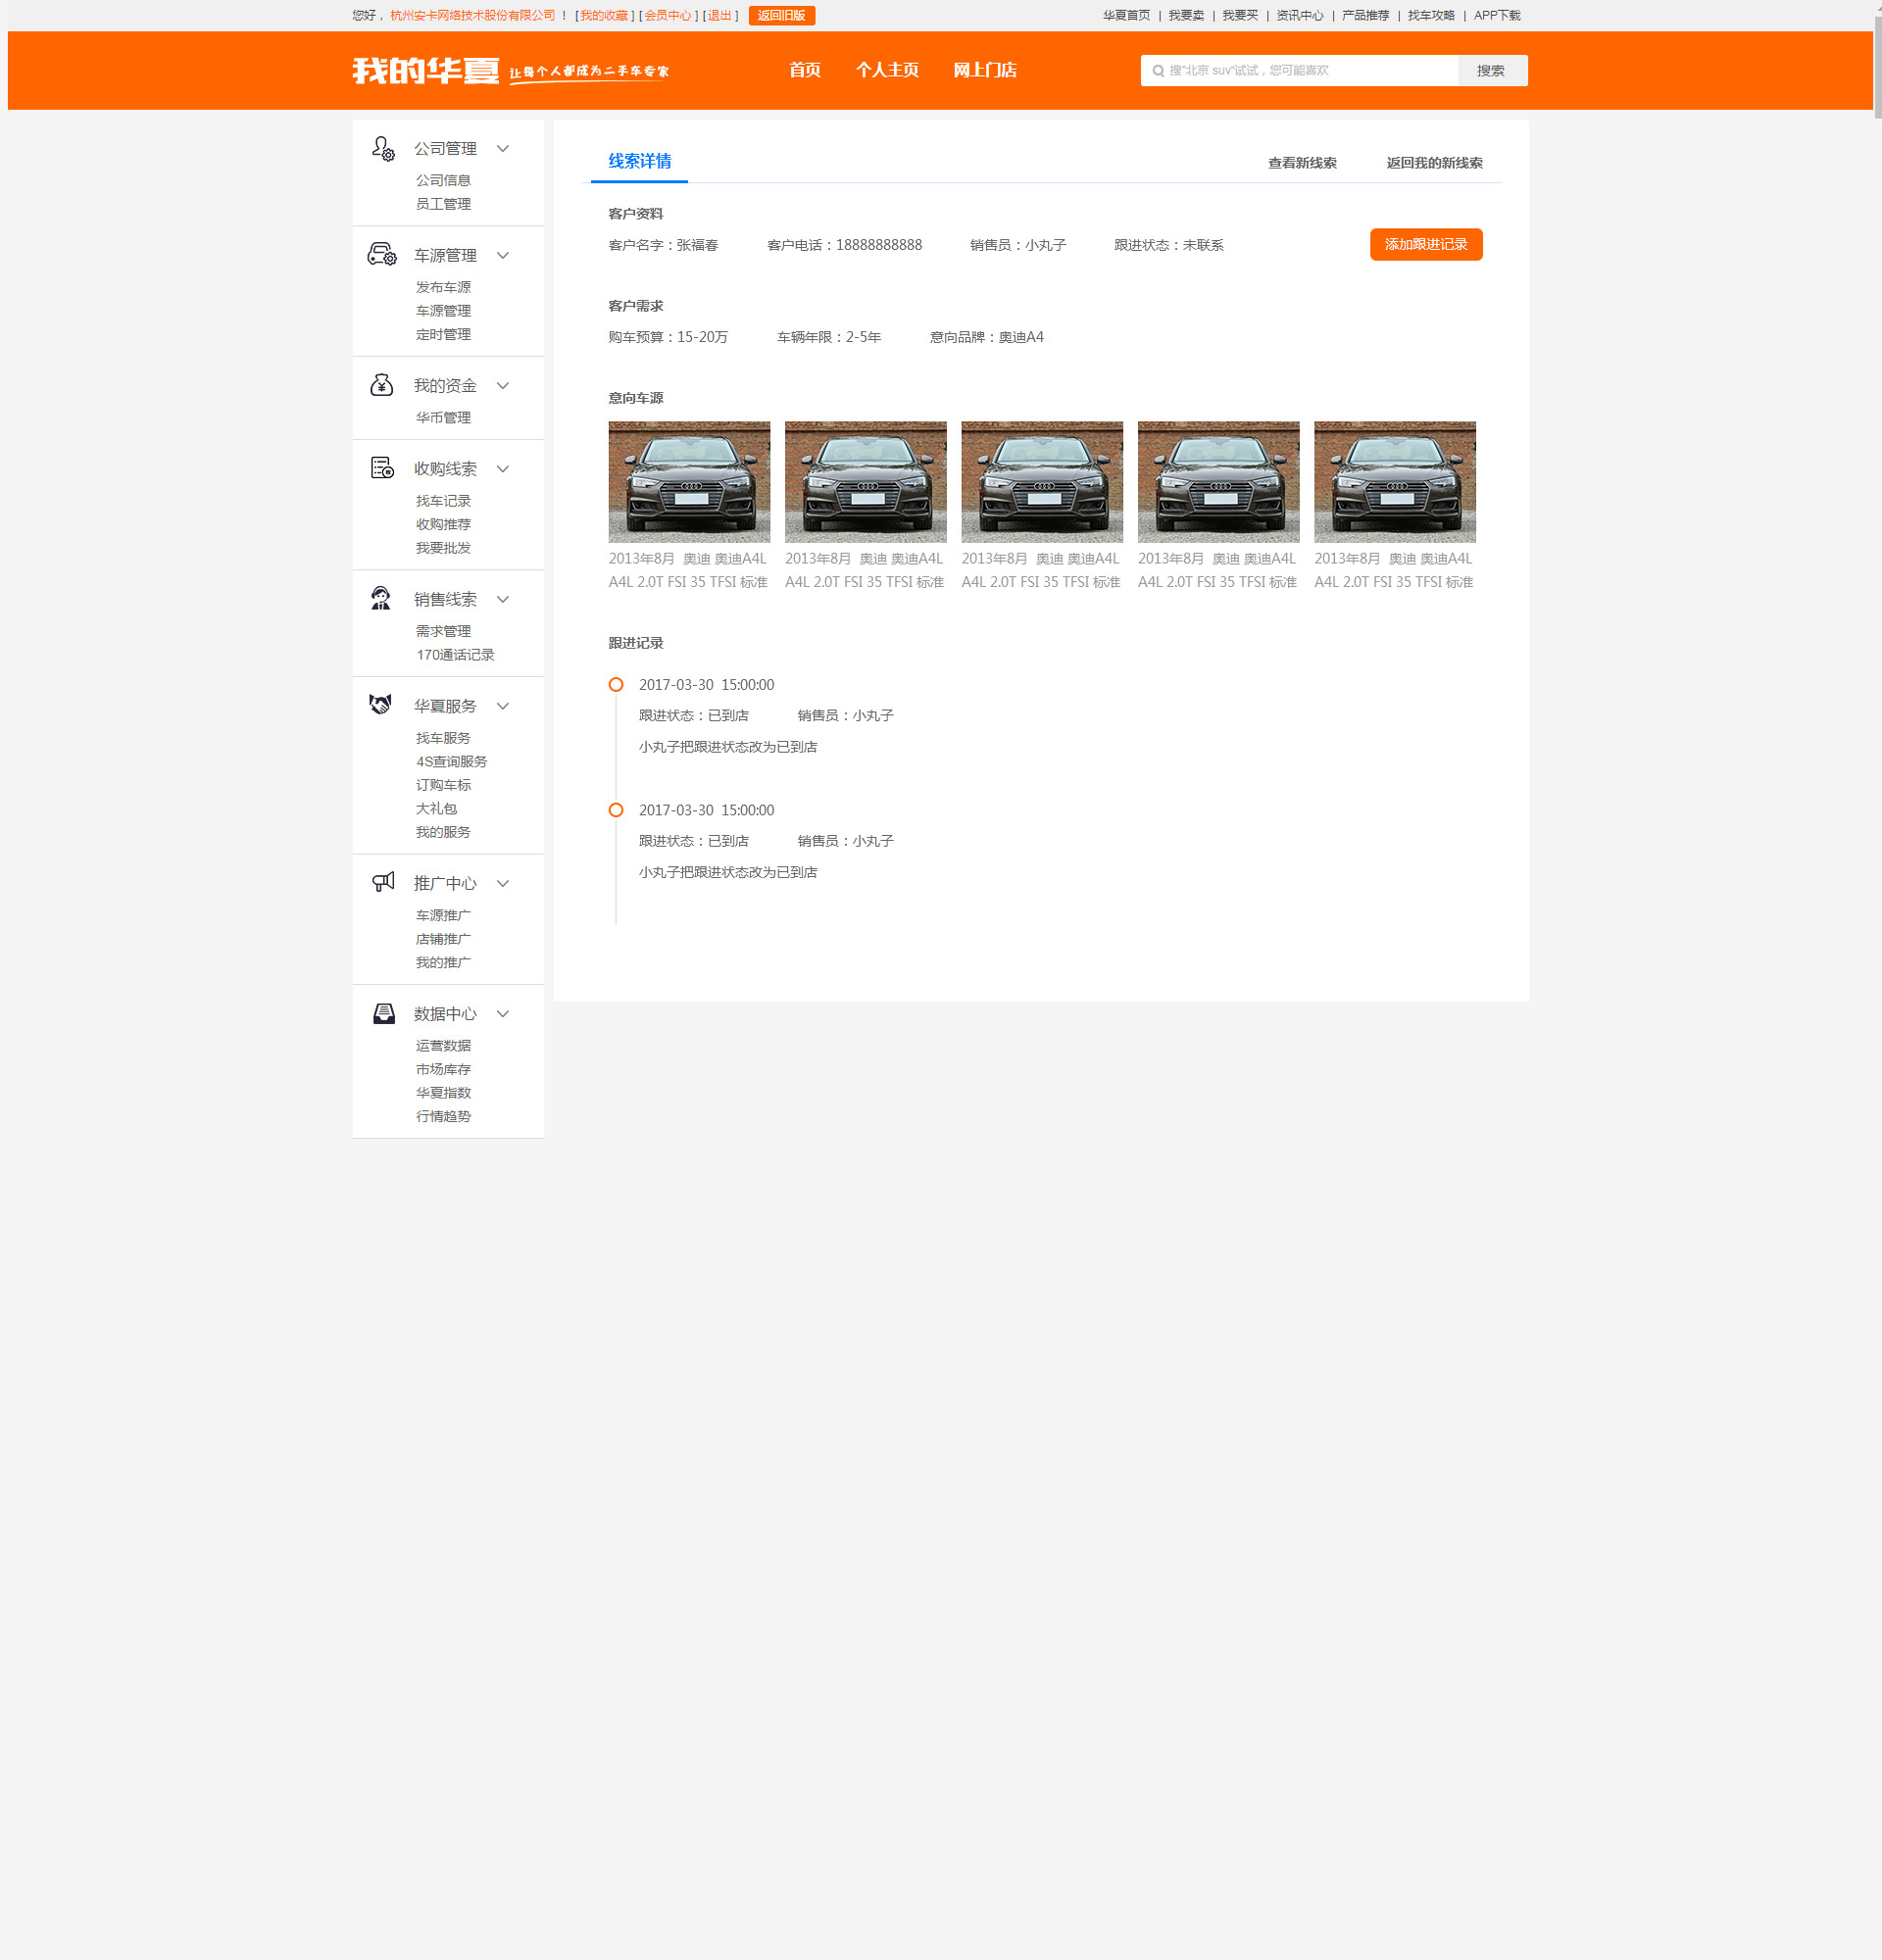 您好，杭州安卡网络技术股份有限公司 ！ [ 我的收藏 ] [ 会员中心 ] [ 退出 ] 返回旧版
华夏首页 | 我要卖 | 我要买 | 资讯中心 | 产品推荐 | 找车攻略 | APP下载
我的华夏 让每个人都成为二手车专家
首页 个人主页 网上门店
搜"北京 suv"试试，您可能喜欢 搜索
公司管理
公司信息
员工管理
车源管理
发布车源
车源管理
定时管理
我的资金
华币管理
收购线索
找车记录
收购推荐
我要批发
销售线索
需求管理
170通话记录
华夏服务
找车服务
4S查询服务
订购车标
大礼包
我的服务
推广中心
车源推广
店铺推广
我的推广
数据中心
运营数据
市场库存
华夏指数
行情趋势
线索详情 查看新线索 返回我的新线索
客户资料
客户名字：张福春 客户电话：18888888888 销售员：小丸子 跟进状态：未联系 添加跟进记录
客户需求
购车预算：15-20万 车辆年限：2-5年 意向品牌：奥迪A4
意向车源
2013年8月 奥迪 奥迪A4L
A4L 2.0T FSI 35 TFSI 标准
2013年8月 奥迪 奥迪A4L
A4L 2.0T FSI 35 TFSI 标准
2013年8月 奥迪 奥迪A4L
A4L 2.0T FSI 35 TFSI 标准
2013年8月 奥迪 奥迪A4L
A4L 2.0T FSI 35 TFSI 标准
2013年8月 奥迪 奥迪A4L
A4L 2.0T FSI 35 TFSI 标准
跟进记录
2017-03-30 15:00:00
跟进状态：已到店 销售员：小丸子
小丸子把跟进状态改为已到店
2017-03-30 15:00:00
跟进状态：已到店 销售员：小丸子
小丸子把跟进状态改为已到店